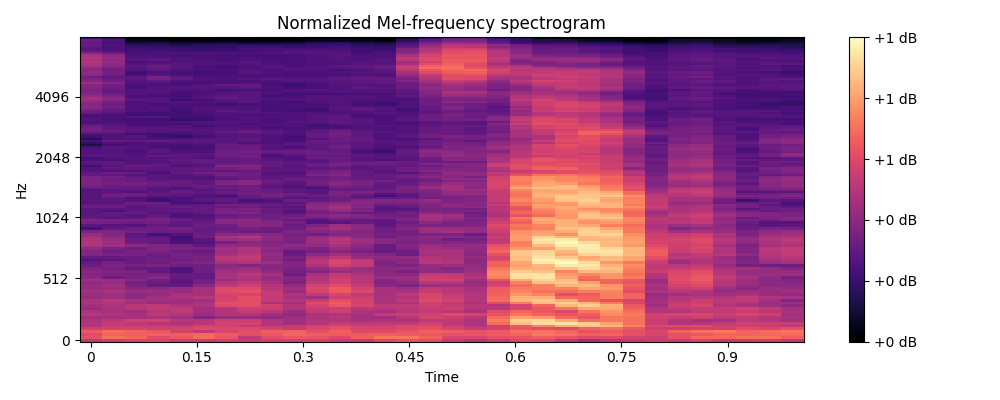 Normalized Mel-frequency spectrogram
Hz
4096
2048
1024
512
0
0 0.15 0.3 0.45 0.6 0.75 0.9
Time
+1 dB
+1 dB
+1 dB
+0 dB
+0 dB
+0 dB